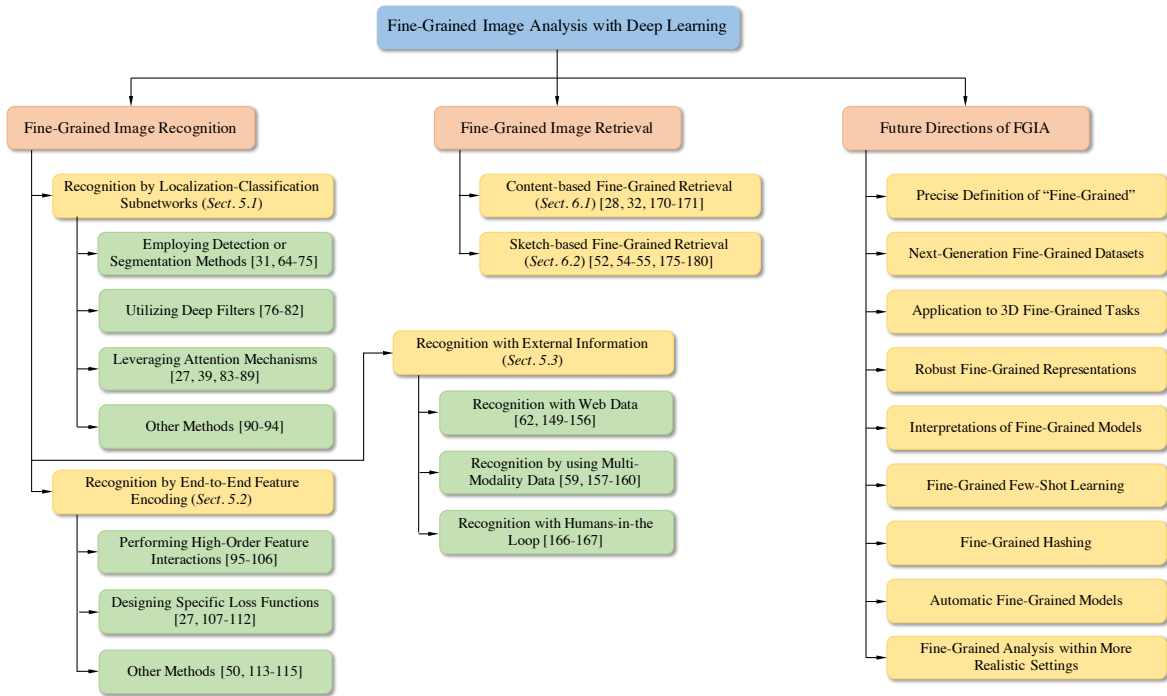 Fine-Grained Image Analysis with Deep Learning
Fine-Grained Image Recognition
Recognition by Localization-Classification
Subnetworks (Sect. 5.1)
Employing Detection or
Segmentation Methods [31, 64-75]
Utilizing Deep Filters [76-82]
Leveraging Attention Mechanisms
[27, 39, 83-89]
Other Methods [90-94]
Recognition by End-to-End Feature
Encoding (Sect. 5.2)
Performing High-Order Feature
Interactions [95-106]
Designing Specific Loss Functions
[27, 107-112]
Other Methods [50, 113-115]
Recognition with External Information
(Sect. 5.3)
Recognition with Web Data
[62, 149-156]
Recognition by using Multi-
Modality Data [59, 157-160]
Recognition with Humans-in-the
Loop [166-167]
Fine-Grained Image Retrieval
Content-based Fine-Grained Retrieval
(Sect. 6.1) [28, 32, 170-171]
Sketch-based Fine-Grained Retrieval
(Sect. 6.2) [52, 54-55, 175-180]
Future Directions of FGIA
Precise Definition of “Fine-Grained”
Next-Generation Fine-Grained Datasets
Application to 3D Fine-Grained Tasks
Robust Fine-Grained Representations
Interpretations of Fine-Grained Models
Fine-Grained Few-Shot Learning
Fine-Grained Hashing
Automatic Fine-Grained Models
Fine-Grained Analysis within More
Realistic Settings